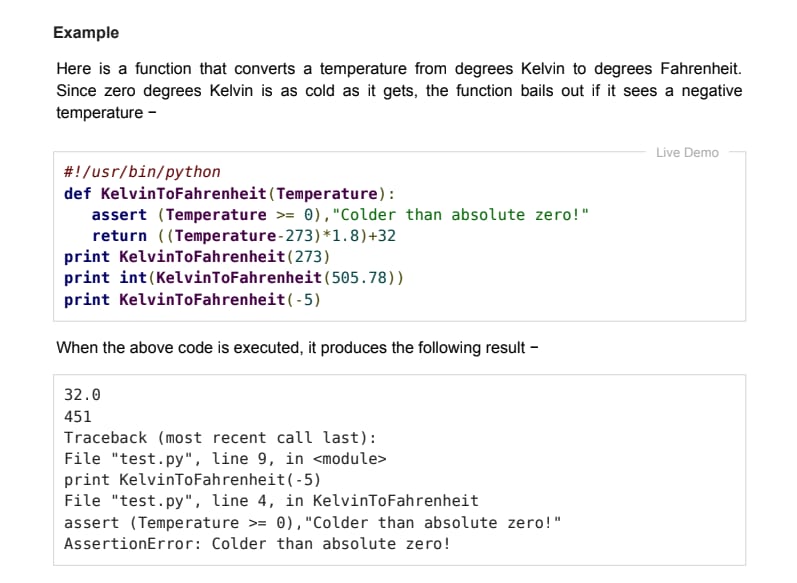 Example
Here is a function that converts a temperature from degrees Kelvin to degrees Fahrenheit.
Since zero degrees Kelvin is as cold as it gets, the function bails out if it sees a negative
temperature −
Live Demo
#!/usr/bin/python
def KelvinToFahrenheit(Temperature):
   assert (Temperature >= 0),"Colder than absolute zero!"
   return ((Temperature-273)*1.8)+32
print KelvinToFahrenheit(273)
print int(KelvinToFahrenheit(505.78))
print KelvinToFahrenheit(-5)
When the above code is executed, it produces the following result −
32.0
451
Traceback (most recent call last):
File "test.py", line 9, in <module>
print KelvinToFahrenheit(-5)
File "test.py", line 4, in KelvinToFahrenheit
assert (Temperature >= 0),"Colder than absolute zero!"
AssertionError: Colder than absolute zero!